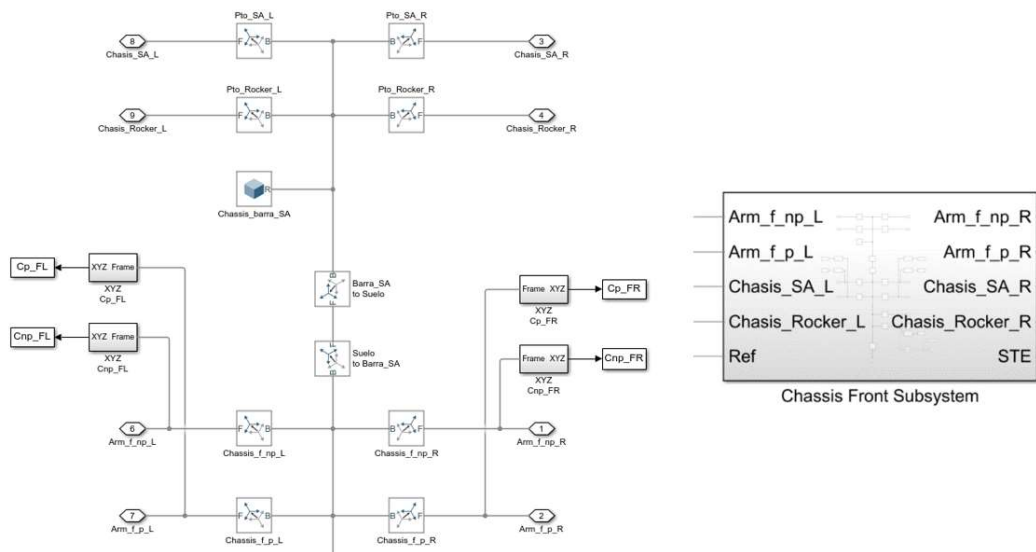 Pto_SA_L
Pto_SA_R
8
F
B
B
F
3
Chasis_SA_L
Chasis_SA_R
Pto_Rocker_L
Pto_Rocker_R
9
F
B
B
F
4
Chasis_Rocker_L
Chasis_Rocker_R
R
Chassis_barra_SA
Cp_FL
XYZ Frame
XYZ
Cp_FL
B
F
Barra_SA
to Suelo
Frame XYZ
Cp_FR
XYZ
Cp_FR
Cnp_FL
XYZ Frame
XYZ
Cnp_FL
F
B
Suelo
to Barra_SA
Frame XYZ
Cnp_FR
XYZ
Cnp_FR
6
F
B
B
F
1
Arm_f_np_L
Chassis_f_np_L
Chassis_f_np_R
Arm_f_np_R
7
F
B
B
F
2
Arm_f_p_L
Chassis_f_p_L
Chassis_f_p_R
Arm_f_p_R
Arm_f_np_L
Arm_f_np_R
Arm_f_p_L
Arm_f_p_R
Chasis_SA_L
Chasis_SA_R
Chasis_Rocker_L
Chasis_Rocker_R
Ref
STE
Chassis Front Subsystem